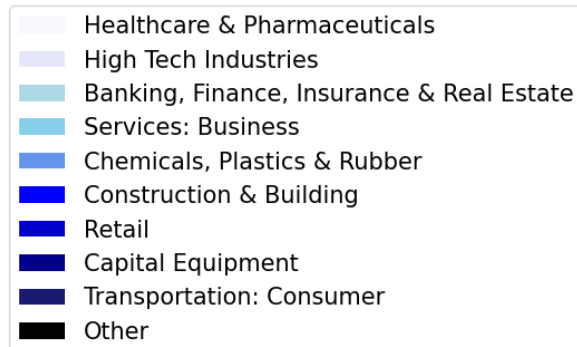 Healthcare & Pharmaceuticals
High Tech Industries
Banking, Finance, Insurance & Real Estate
Services: Business
Chemicals, Plastics & Rubber
Construction & Building
Retail
Capital Equipment
Transportation: Consumer
Other